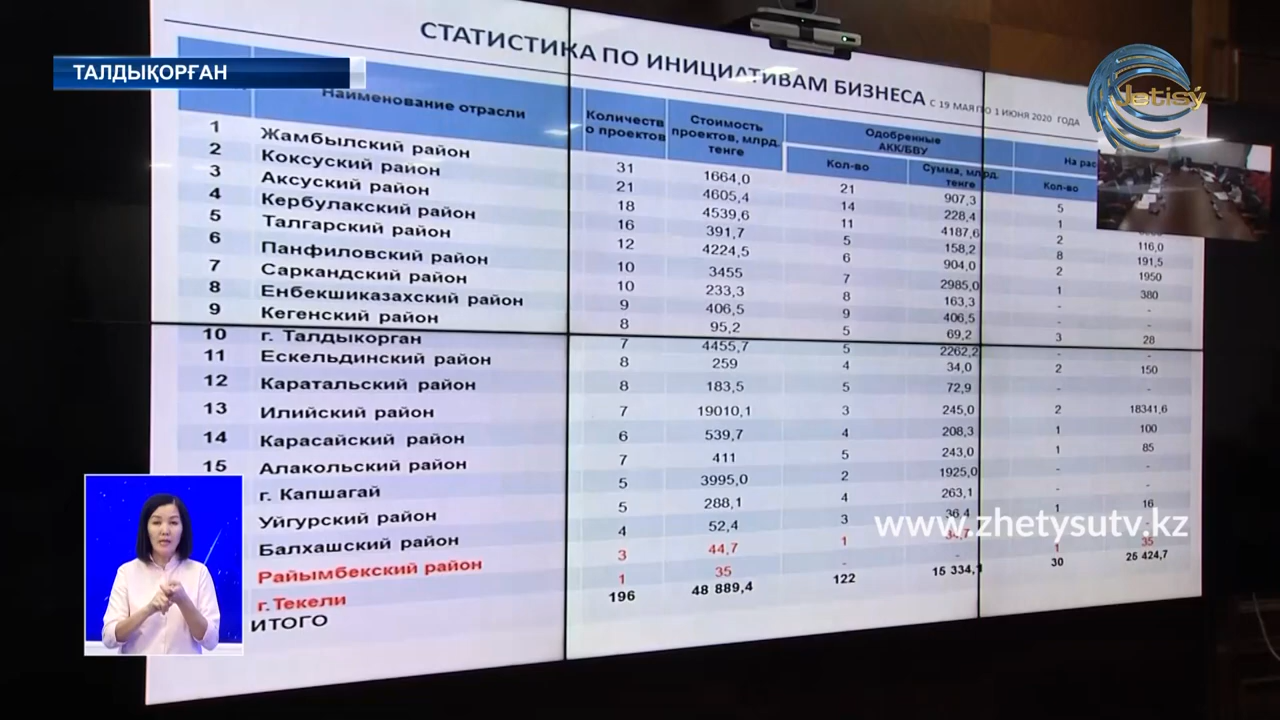 ТАЛДЫҚОРҒАН
Jetisý
СТАТИСТИКА ПО ИНИЦИАТИВАМ БИЗНЕСА С 19 МАЯ ПО 1 ИЮНЯ 2020 ГОДА
Наименование отрасли
Количество проектов
Стоимость проектов, млрд. тенге
Одобренные АКК/БВУ
На рас
Кол-во
Сумма, млрд. тенге
Кол-во
1 Жамбылский район 31 1664,0 21 907,3 5
2 Коксуский район 21 4605,4 14 228,4 1
3 Аксуский район 18 4539,6 11 4187,6 2 116,0
4 Кербулакский район 16 391,7 5 158,2 8 191,5
5 Талгарский район 12 4224,5 6 904,0 2 1950
6 Панфиловский район 10 3455 7 2985,0 1 380
7 Саркандский район 10 233,3 8 163,3 - -
8 Енбекшиказахский район 9 406,5 9 406,5 - -
9 Кегенский район 8 95,2 5 69,2 3 28
10 г. Талдыкорган 7 4455,7 5 2262,2 - -
11 Ескельдинский район 8 259 4 34,0 2 150
12 Каратальский район 8 183,5 5 72,9 - -
13 Илийский район 7 19010,1 3 245,0 2 18341,6
14 Карасайский район 6 539,7 4 208,3 1 100
15 Алакольский район 7 411 5 243,0 1 85
г. Капшагай 5 3995,0 2 1925,0 - -
Уйгурский район 5 288,1 4 263,1 - -
Балхашский район 4 52,4 3 36,4 1 16
Райымбекский район 3 44,7 1 34,7 - -
г.Текели 1 35 - - 1 35
ИТОГО 196 48 889,4 122 15 334,1 30 25 424,7
www.zhetysutv.kz